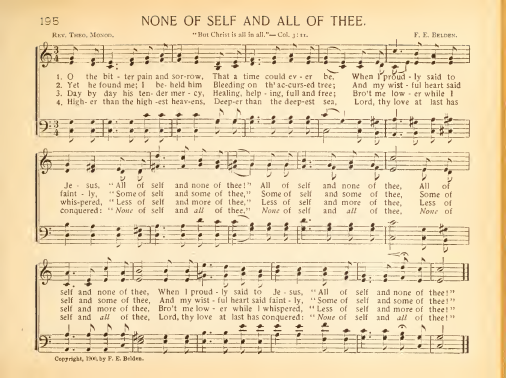 195 NONE OF SELF AND ALL OF THEE.
REV. THEO. MONOD. "But Christ is all in all."—Col. 3:11. F. E. BELDEN.
1. O the bit - ter pain and sor-row, That a time could ev - er be, When I proud - ly said to
2. Yet he found me; I be - held him Bleeding on th' ac-curs-ed tree; And my wist - ful heart said
3. Day by day his ten - der mer - cy, Healing, help - ing, full and free; Bro't me low - er while I
4. High-er than the high-est heav-ens, Deep-er than the deep-est sea, Lord, thy love at last has
Je - sus, "All of self and none of thee!" All of self and none of thee, All of
faint - ly, "Some of self and some of thee," Some of self and some of thee, Some of
whis-pered, "Less of self and more of thee," Less of self and more of thee, Less of
conquered: "None of self and all of thee," None of self and all of thee, None of
self and none of thee, When I proud - ly said to Je - sus, "All of self and none of thee!"
self and some of thee, And my wist - ful heart said faint - ly, "Some of self and some of thee!"
self and more of thee, Bro't me low - er while I whispered, "Less of self and more of thee!"
self and all of thee, Lord, thy love at last has conquered: "None of self and all of thee!"
Copyright, 1900, by F. E. Belden.